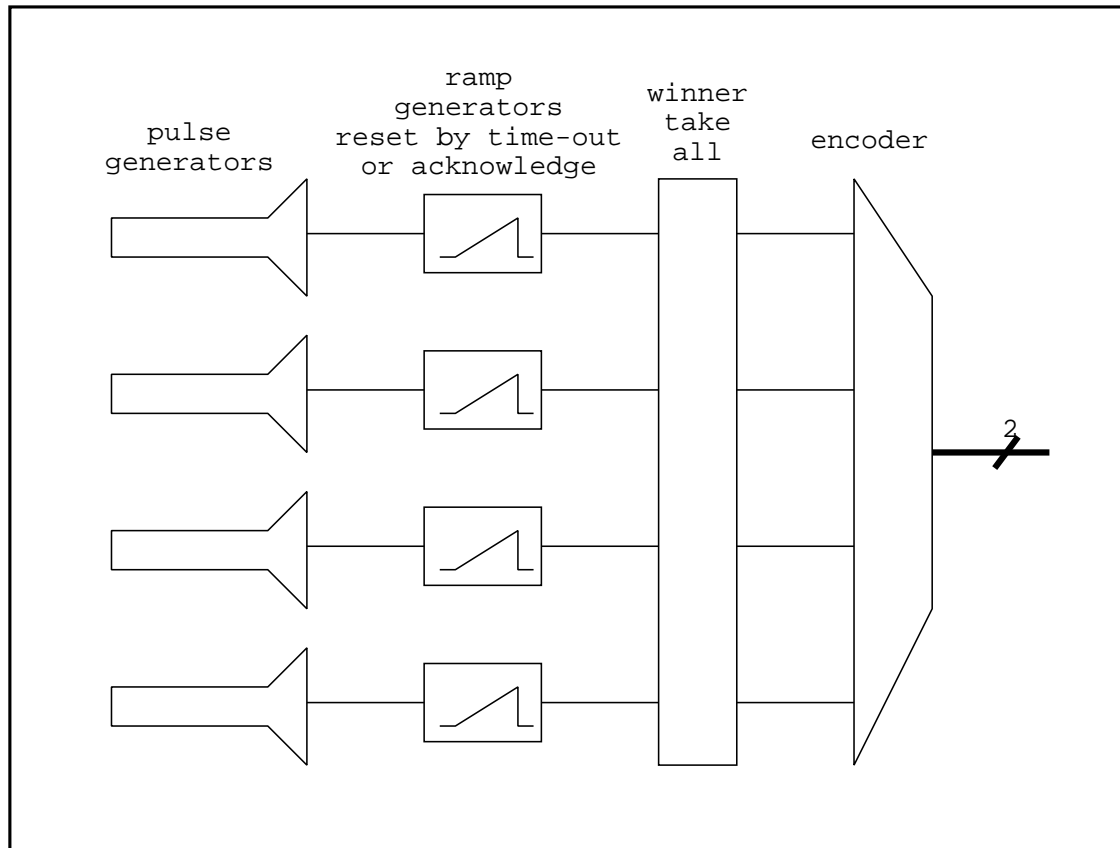 pulse
generators
ramp
generators
reset by time-out
or acknowledge
winner
take
all
encoder
2